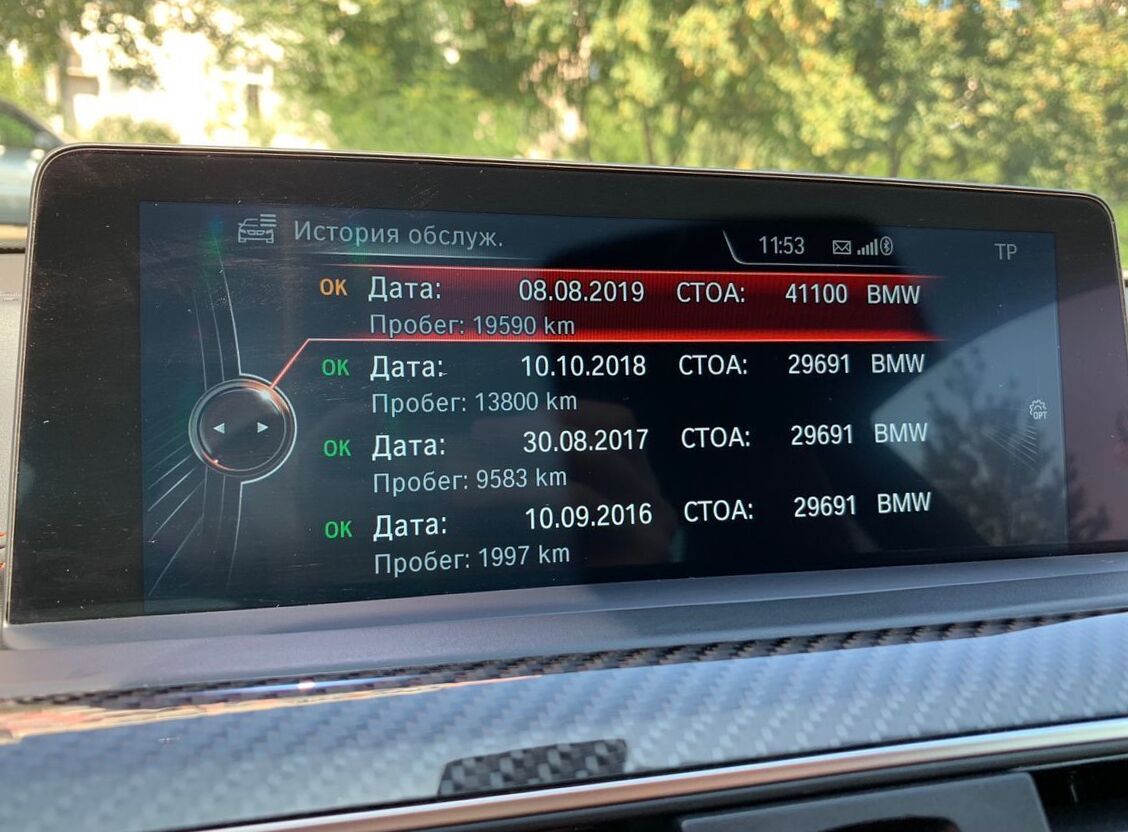 История обслуж. 11:53 TP
OK Дата: 08.08.2019 СТОА: 41100 BMW
Пробег: 19590 km
OK Дата: 10.10.2018 СТОА: 29691 BMW
Пробег: 13800 km
OPT
OK Дата: 30.08.2017 СТОА: 29691 BMW
Пробег: 9583 km
OK Дата: 10.09.2016 СТОА: 29691 BMW
Пробег: 1997 km